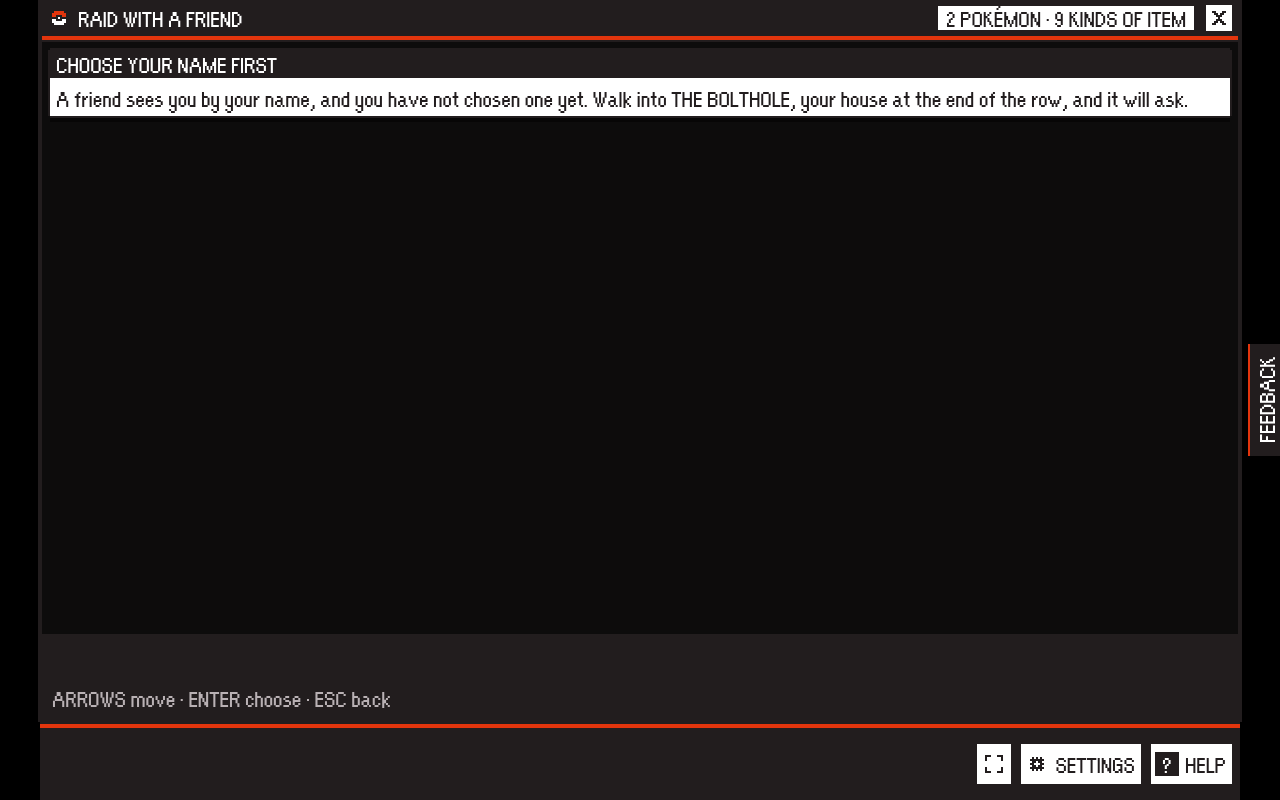 RAID WITH A FRIEND
2 POKÉMON · 9 KINDS OF ITEM
X
CHOOSE YOUR NAME FIRST
A friend sees you by your name, and you have not chosen one yet. Walk into THE BOLTHOLE, your house at the end of the row, and it will ask.
FEEDBACK
ARROWS move · ENTER choose · ESC back
SETTINGS
? HELP